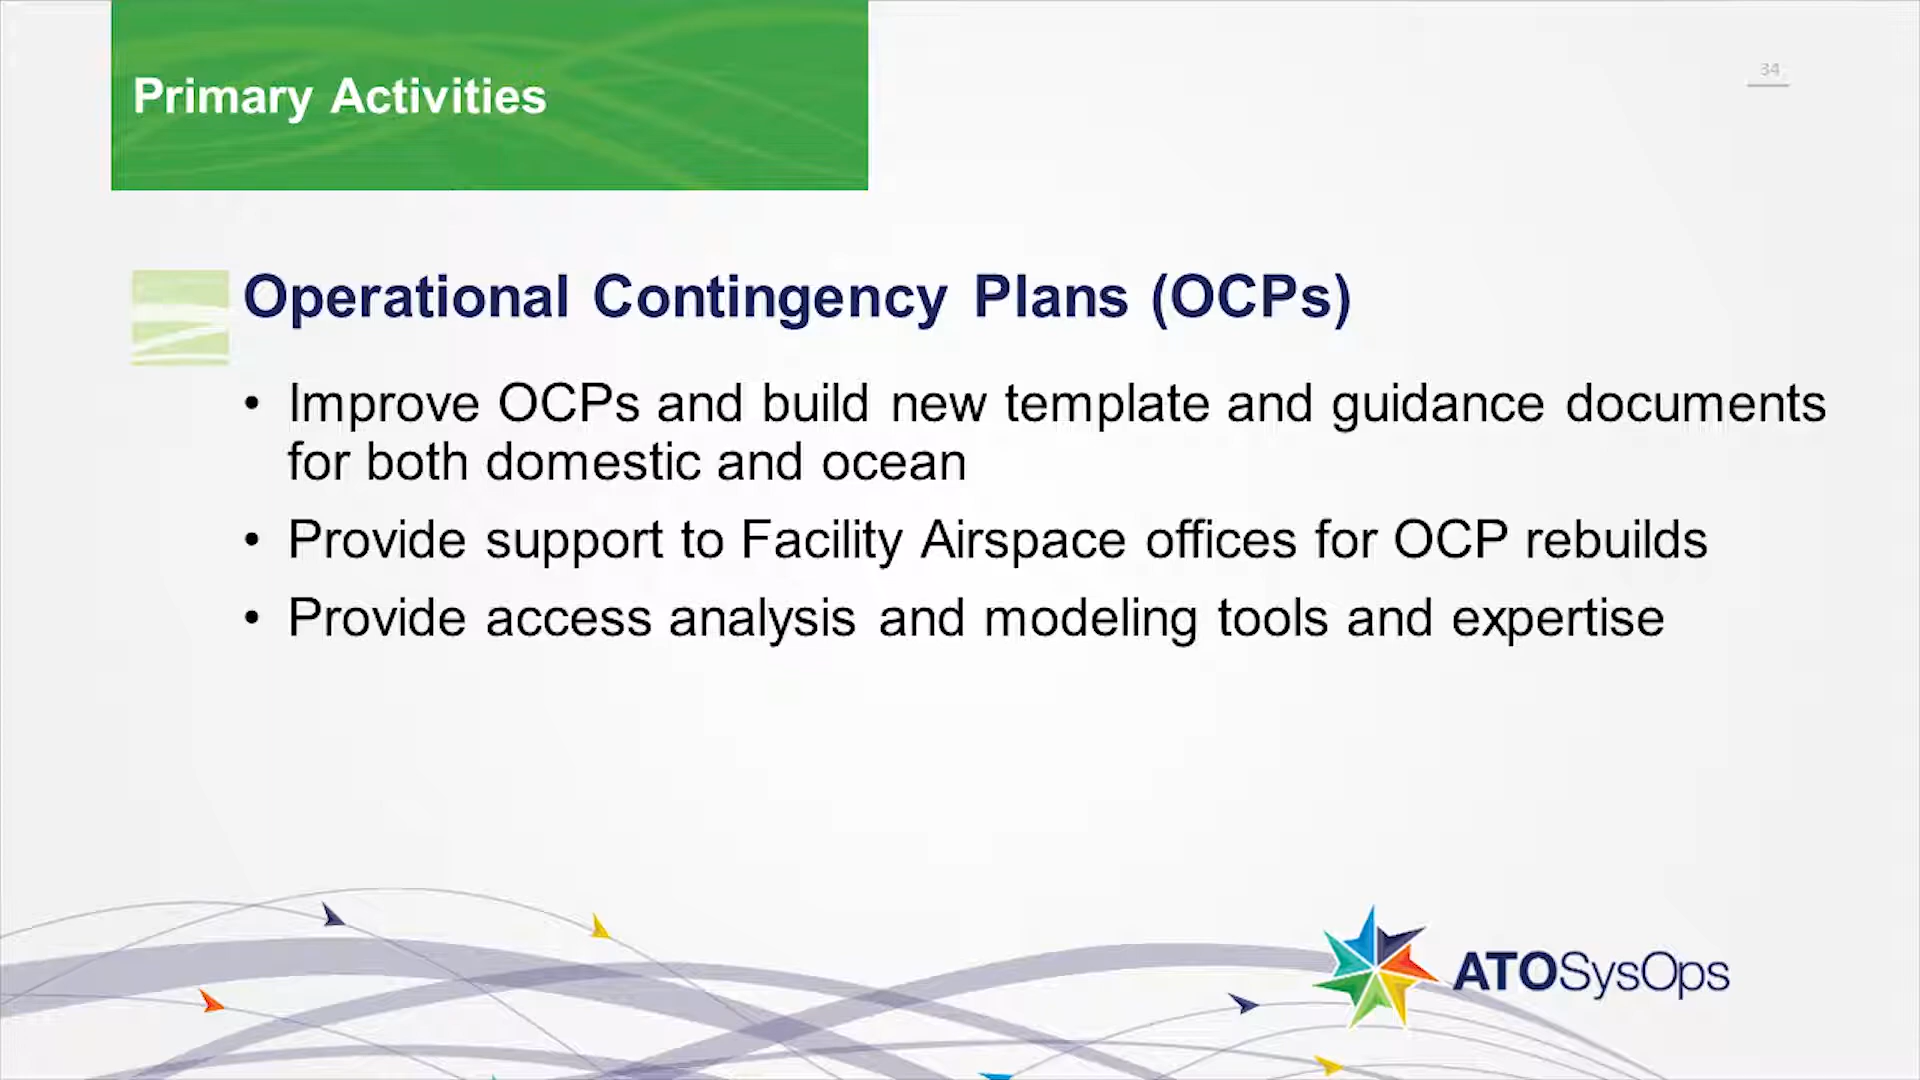 Primary Activities
34
Operational Contingency Plans (OCPs)
• Improve OCPs and build new template and guidance documents
for both domestic and ocean
• Provide support to Facility Airspace offices for OCP rebuilds
• Provide access analysis and modeling tools and expertise
ATOSysOps